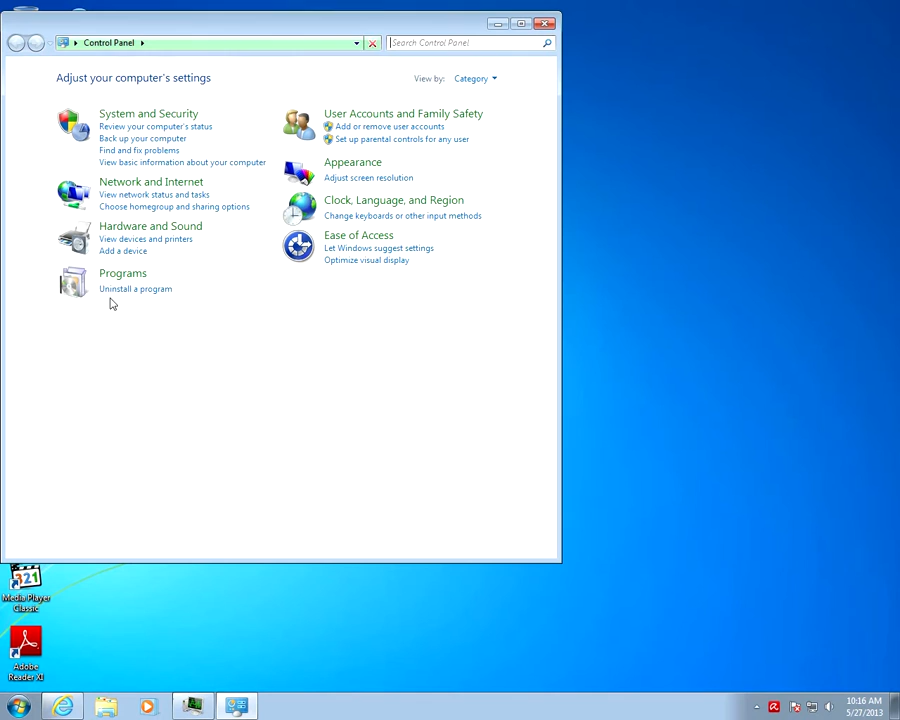 Control Panel
Search Control Panel
Adjust your computer's settings
View by: Category
System and Security
Review your computer's status
Back up your computer
Find and fix problems
View basic information about your computer
Network and Internet
View network status and tasks
Choose homegroup and sharing options
Hardware and Sound
View devices and printers
Add a device
Programs
Uninstall a program
User Accounts and Family Safety
Add or remove user accounts
Set up parental controls for any user
Appearance
Adjust screen resolution
Clock, Language, and Region
Change keyboards or other input methods
Ease of Access
Let Windows suggest settings
Optimize visual display
321
Media Player
Classic
Adobe
Reader XI
10:16 AM
5/27/2013